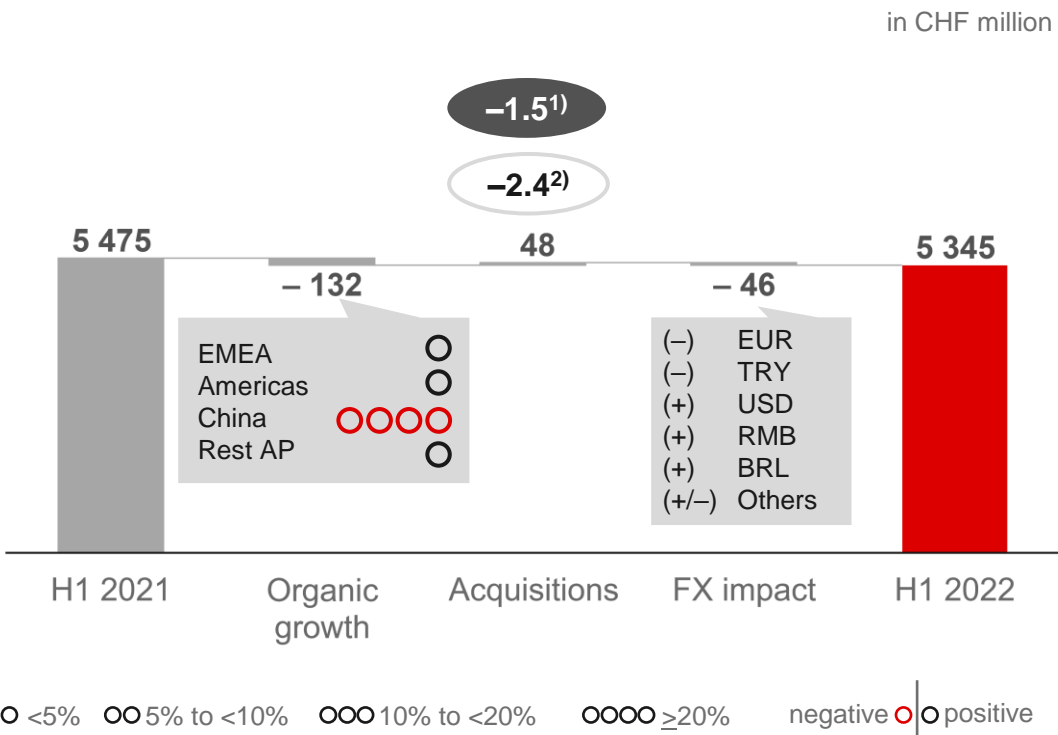 in CHF million
–1.5¹⁾
–2.4²⁾
5 475
– 132
48
– 46
5 345
EMEA
Americas
China
Rest AP
(–) EUR
(–) TRY
(+) USD
(+) RMB
(+) BRL
(+/–) Others
H1 2021
Organic
growth
Acquisitions
FX impact
H1 2022
<5% 5% to <10% 10% to <20% ≥20% negative positive